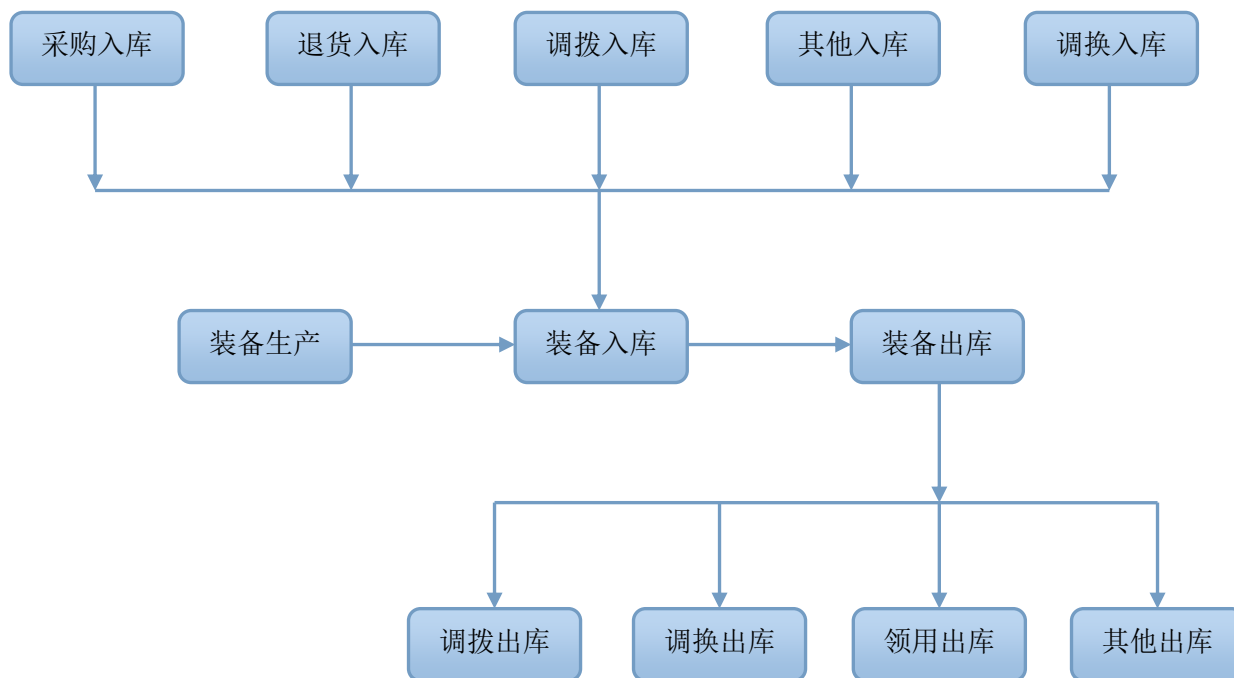 采购入库
退货入库
调拨入库
其他入库
调换入库
装备生产
装备入库
装备出库
调拨出库
调换出库
领用出库
其他出库